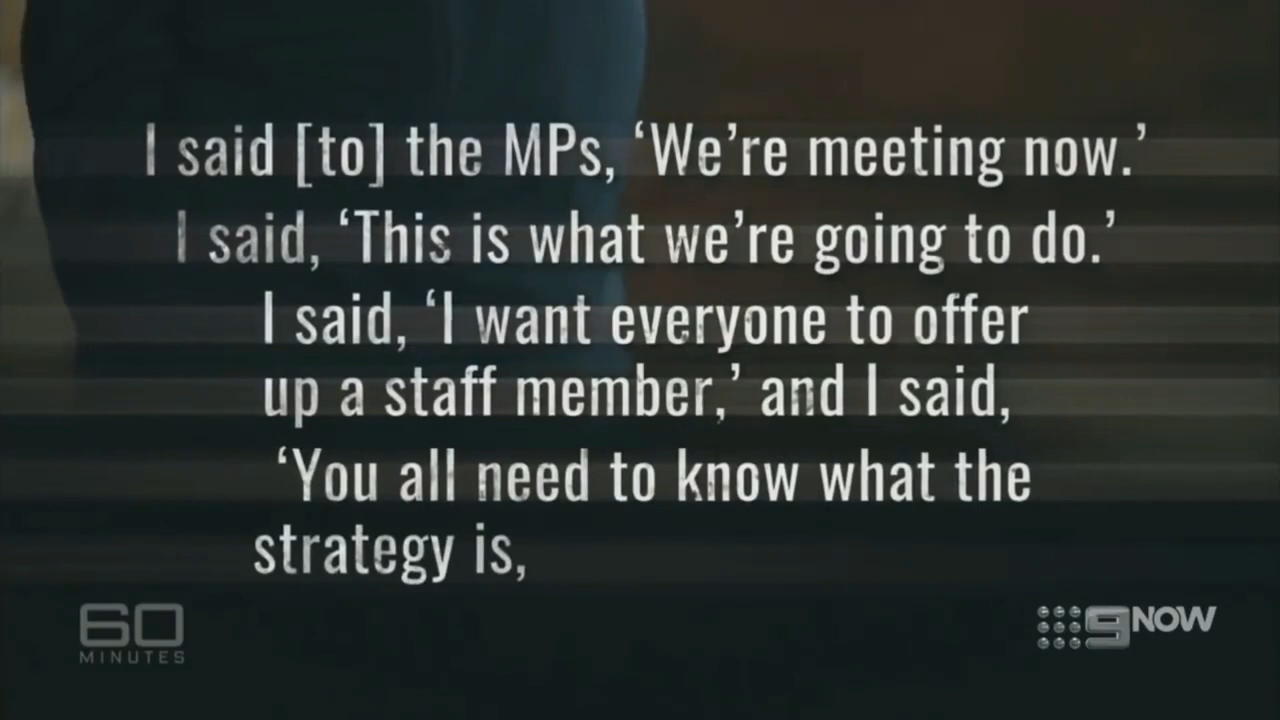 I said [to] the MPs, ‘We’re meeting now.’
I said, ‘This is what we’re going to do.’
I said, ‘I want everyone to offer
up a staff member,’ and I said,
‘You all need to know what the
strategy is,
60
MINUTES
9NOW